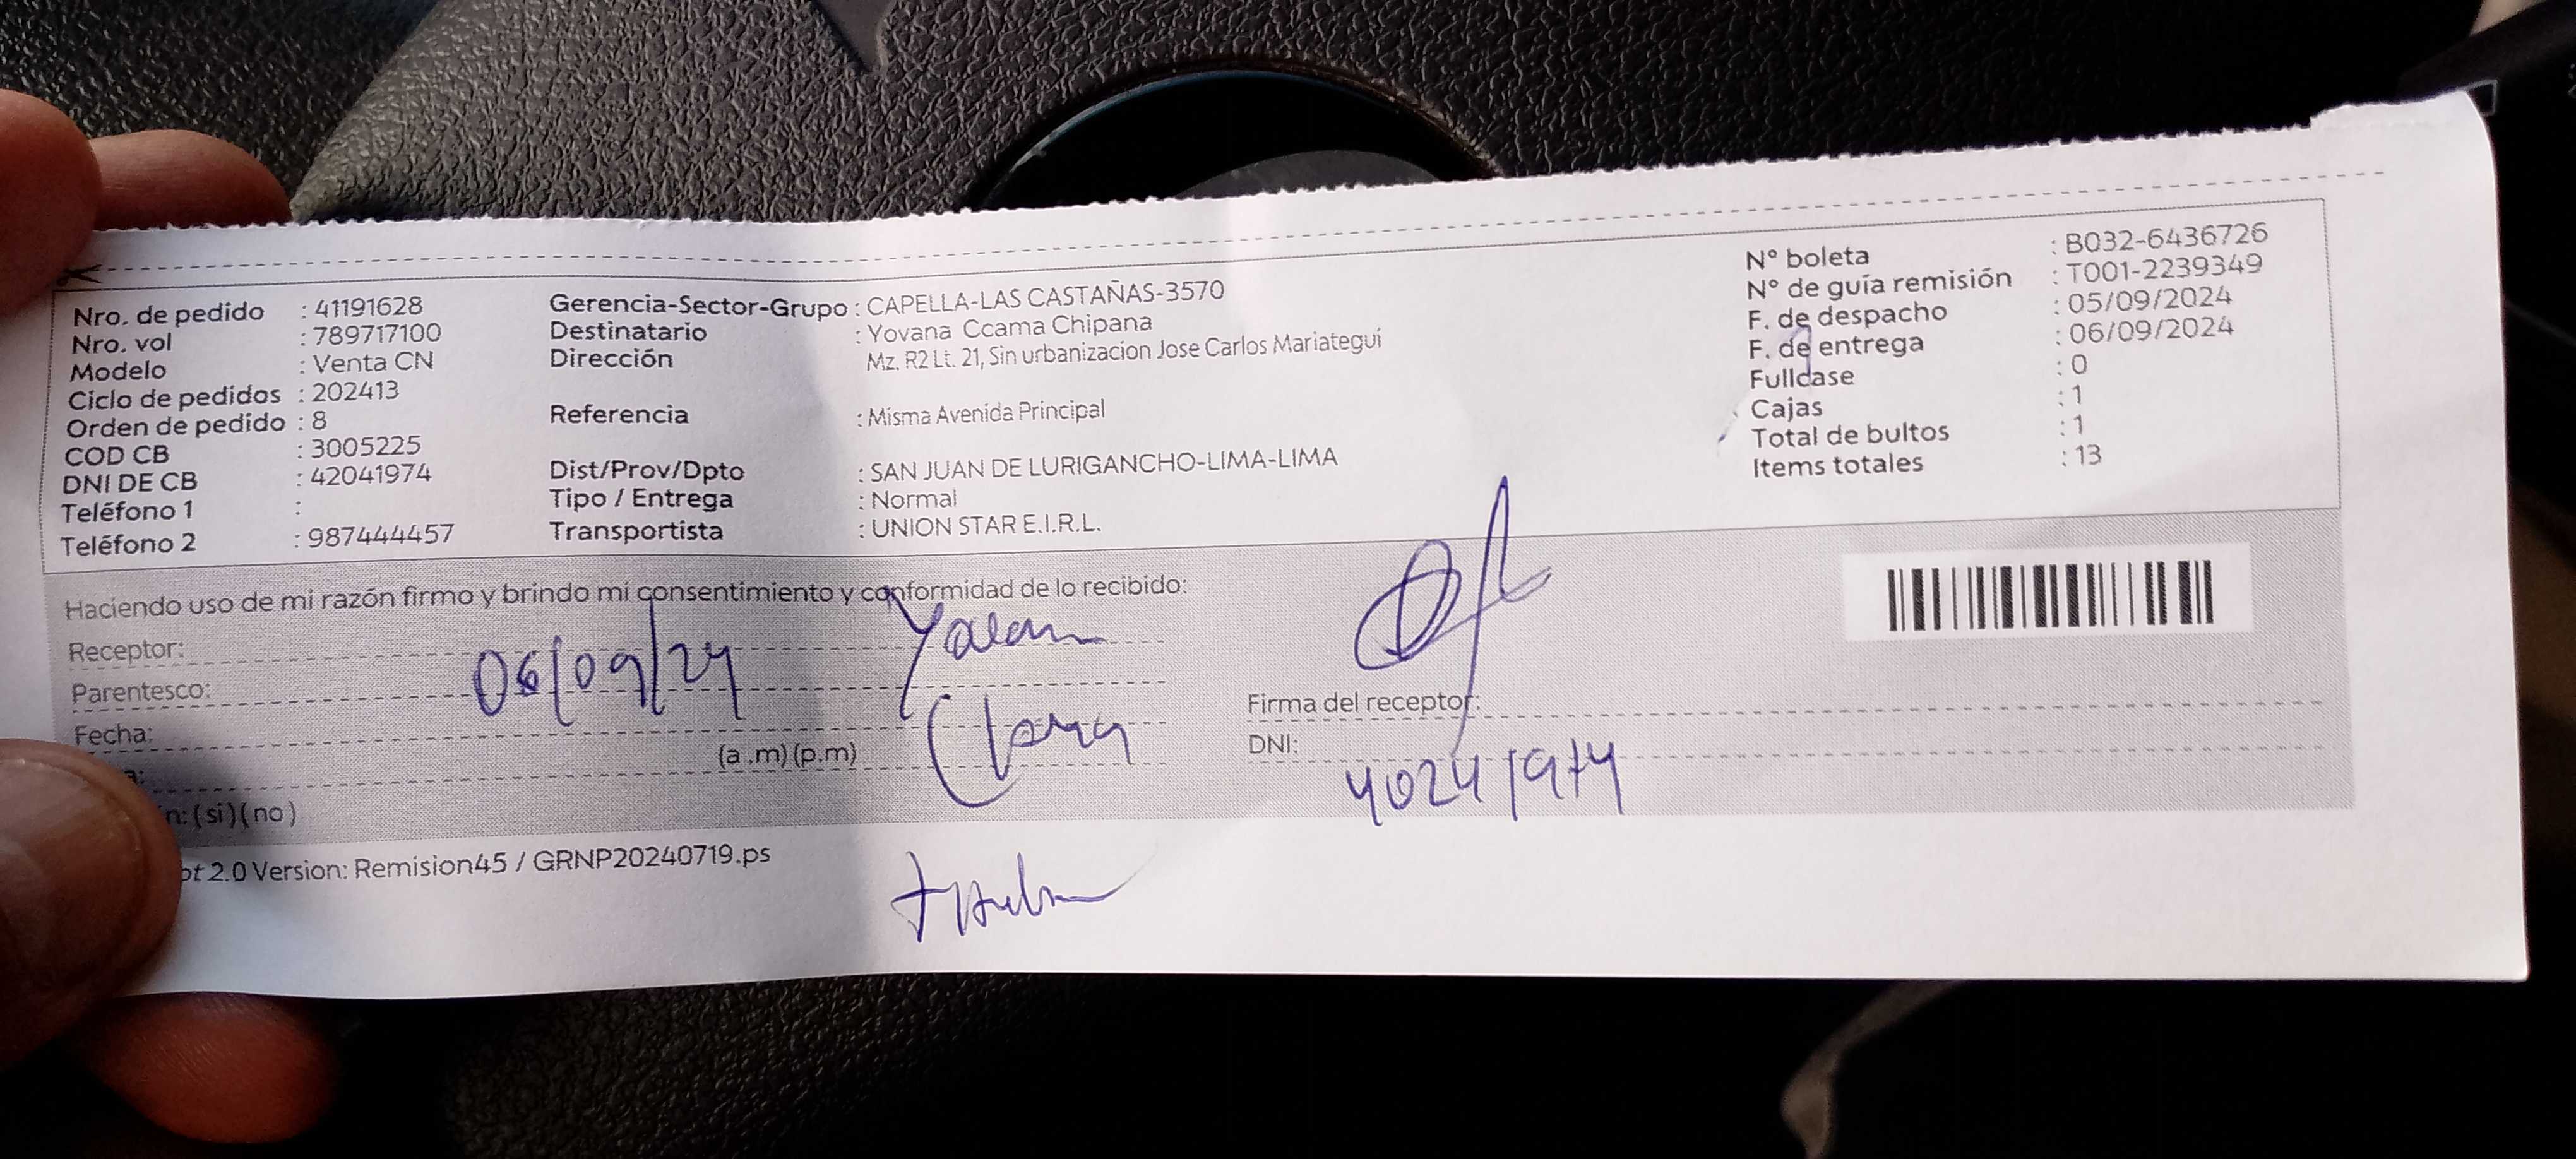 Nro. de pedido : 41191628
Nro. vol : 789717100
Modelo : Venta CN
Ciclo de pedidos : 202413
Orden de pedido : 8
COD CB : 3005225
DNI DE CB : 42041974
Teléfono 1 :
Teléfono 2 : 987444457
Gerencia-Sector-Grupo : CAPELLA-LAS CASTAÑAS-3570
Destinatario : Yovana Ccama Chipana
Dirección Mz. R2 Lt. 21, Sin urbanizacion Jose Carlos Mariategui
Referencia : Misma Avenida Principal
Dist/Prov/Dpto : SAN JUAN DE LURIGANCHO-LIMA-LIMA
Tipo / Entrega : Normal
Transportista : UNION STAR E.I.R.L.
N° boleta : B032-6436726
N° de guía remisión : T001-2239349
F. de despacho : 05/09/2024
F. de entrega : 06/09/2024
Fullcase : 0
Cajas : 1
Total de bultos : 1
Items totales : 13
Haciendo uso de mi razón firmo y brindo mi consentimiento y conformidad de lo recibido:
Receptor:
Parentesco:
06/09/24
Fecha:
(a.m) (p.m)
(si) (no)
Firma del receptor:
DNI:
2.0 Version: Remision45 / GRNP20240719.ps